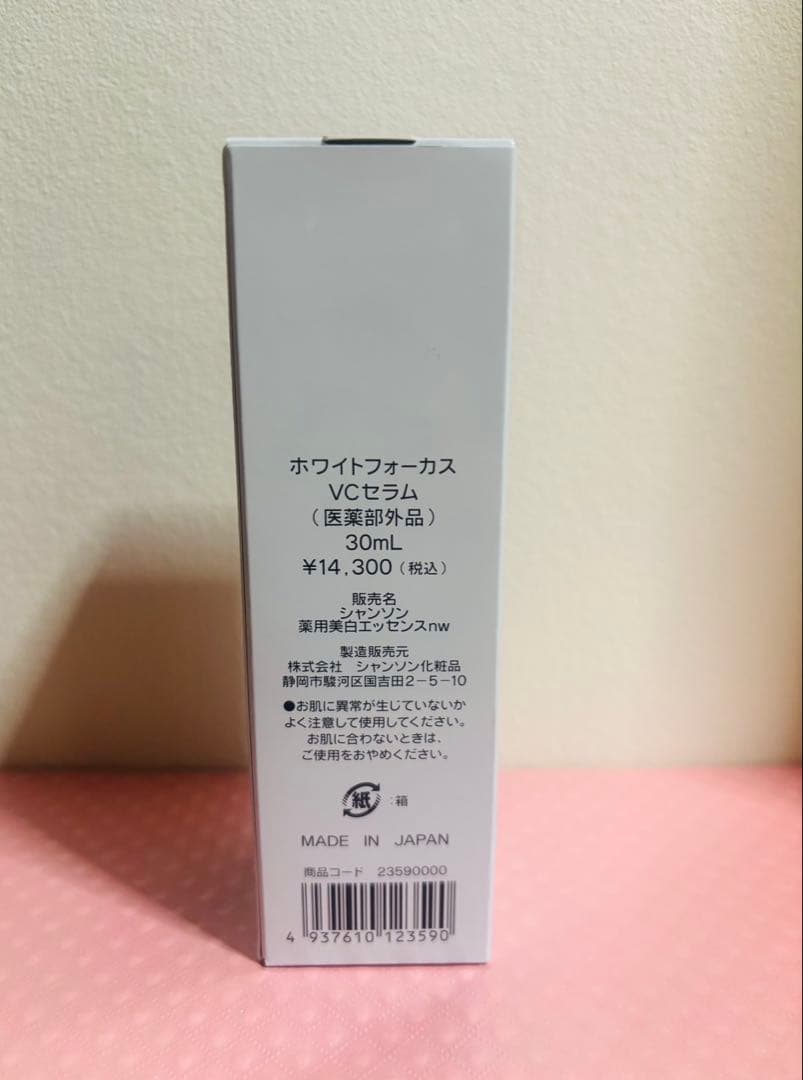 ホワイトフォーカス
VCセラム
（医薬部外品）
30mL
¥14,300（税込）
販売名
シャンソン
薬用美白エッセンスnw
製造販売元
株式会社　シャンソン化粧品
静岡市駿河区国吉田2－5－10
●お肌に異常が生じていないか
よく注意して使用してください。
お肌に合わないときは、
ご使用をおやめください。
紙 :箱
MADE IN JAPAN
商品コード 23590000
4 937610 123590